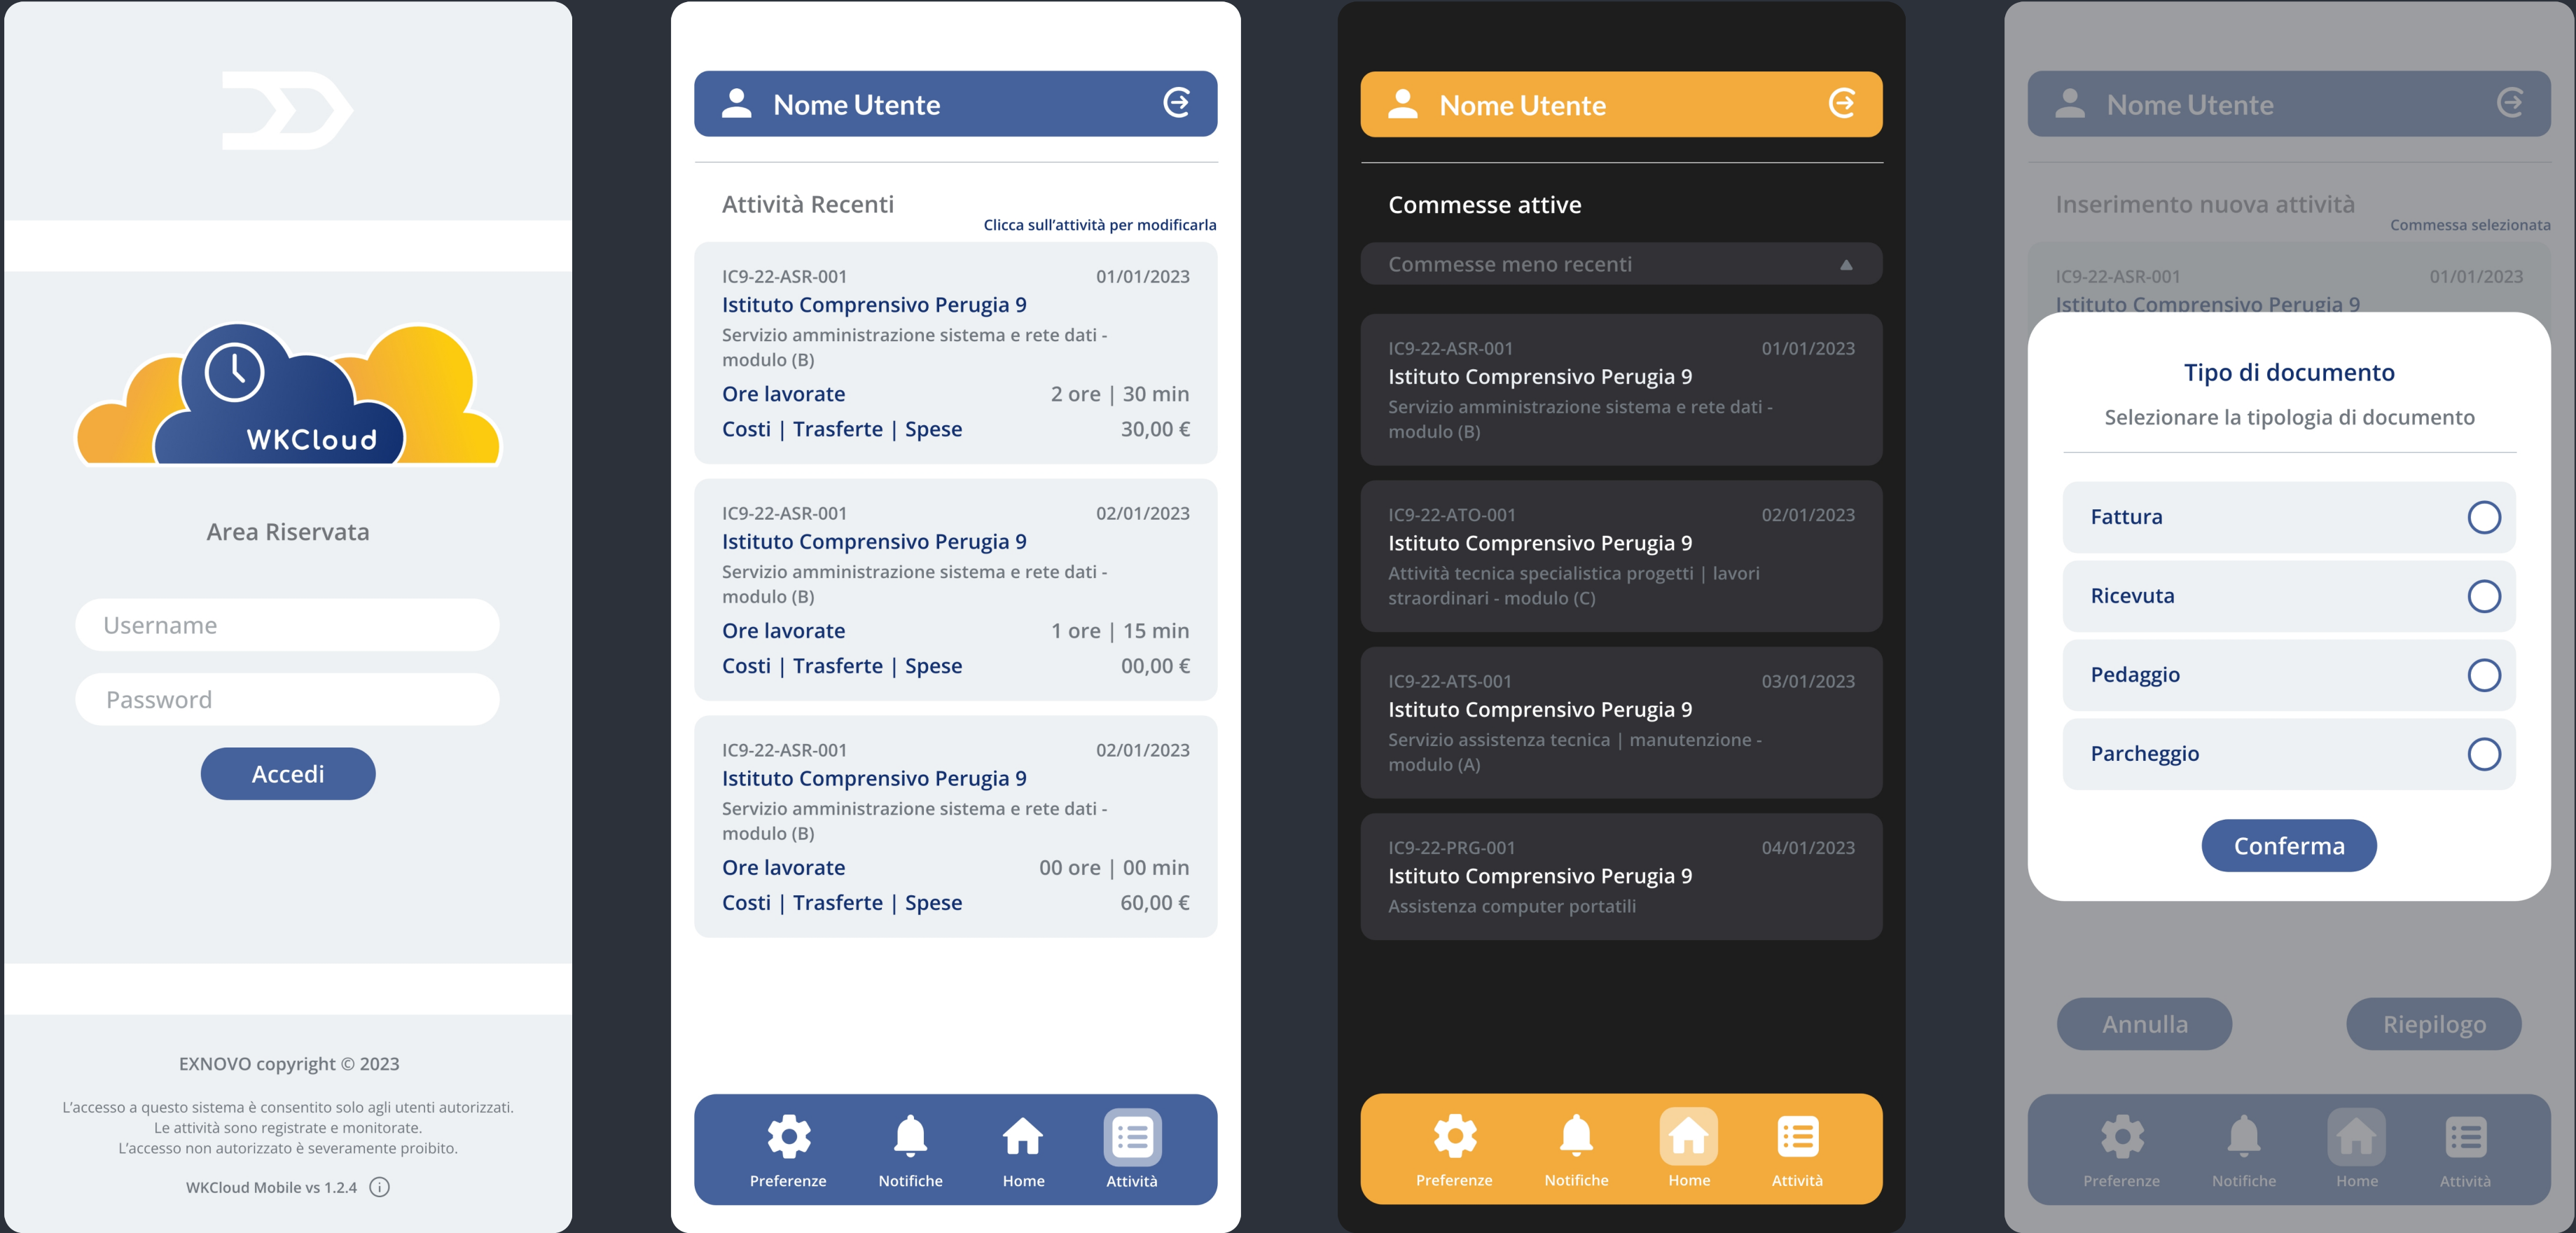 WKCloud
Area Riservata
Username
Password
Accedi
EXNOVO copyright © 2023
L'accesso a questo sistema è consentito solo agli utenti autorizzati.
Le attività sono registrate e monitorate.
L'accesso non autorizzato è severamente proibito.
WKCloud Mobile vs 1.2.4
Nome Utente
Attività Recenti
Clicca sull'attività per modificarla
IC9-22-ASR-001 01/01/2023
Istituto Comprensivo Perugia 9
Servizio amministrazione sistema e rete dati -
modulo (B)
Ore lavorate 2 ore | 30 min
Costi | Trasferte | Spese 30,00 €
IC9-22-ASR-001 02/01/2023
Istituto Comprensivo Perugia 9
Servizio amministrazione sistema e rete dati -
modulo (B)
Ore lavorate 1 ore | 15 min
Costi | Trasferte | Spese 00,00 €
IC9-22-ASR-001 02/01/2023
Istituto Comprensivo Perugia 9
Servizio amministrazione sistema e rete dati -
modulo (B)
Ore lavorate 00 ore | 00 min
Costi | Trasferte | Spese 60,00 €
Preferenze Notifiche Home Attività
Nome Utente
Commesse attive
Commesse meno recenti
IC9-22-ASR-001 01/01/2023
Istituto Comprensivo Perugia 9
Servizio amministrazione sistema e rete dati -
modulo (B)
IC9-22-ATO-001 02/01/2023
Istituto Comprensivo Perugia 9
Attività tecnica specialistica progetti | lavori
straordinari - modulo (C)
IC9-22-ATS-001 03/01/2023
Istituto Comprensivo Perugia 9
Servizio assistenza tecnica | manutenzione -
modulo (A)
IC9-22-PRG-001 04/01/2023
Istituto Comprensivo Perugia 9
Assistenza computer portatili
Preferenze Notifiche Home Attività
Nome Utente
Inserimento nuova attività
Commessa selezionata
IC9-22-ASR-001 01/01/2023
Istituto Comprensivo Perugia 9
Tipo di documento
Selezionare la tipologia di documento
Fattura
Ricevuta
Pedaggio
Parcheggio
Conferma
Annulla Riepilogo
Preferenze Notifiche Home Attività